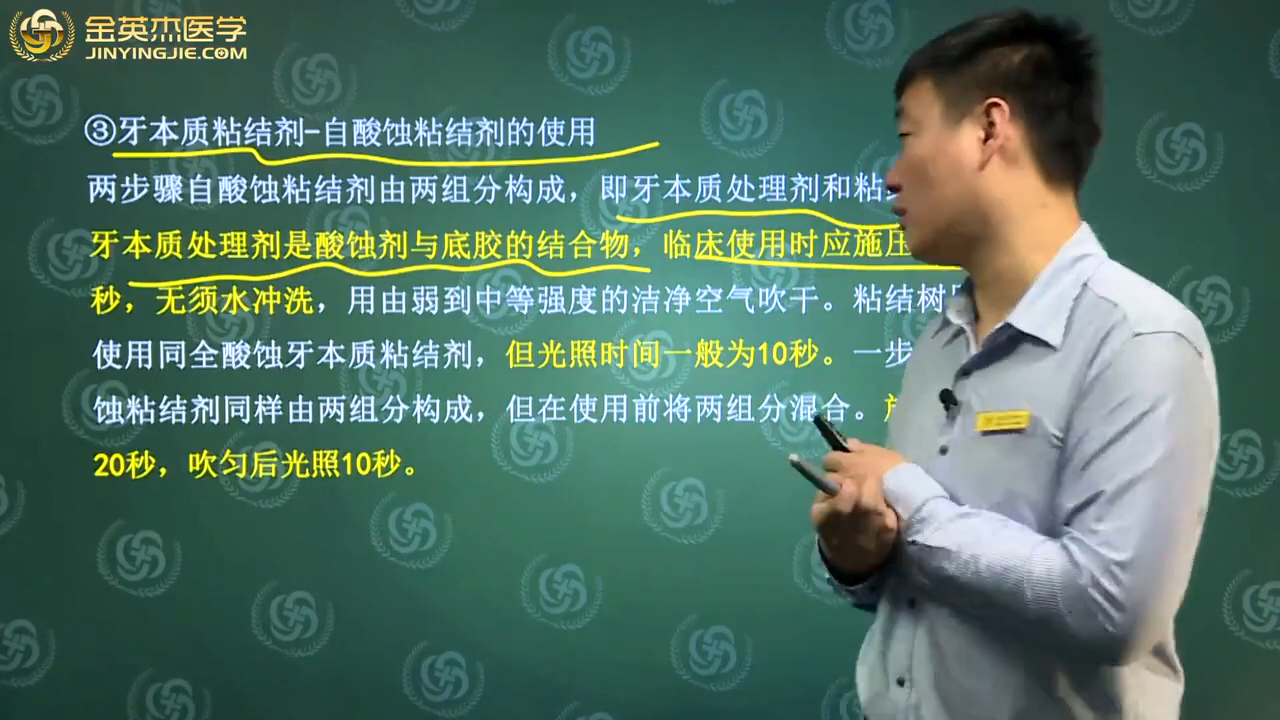 金英杰医学
JINYINGJIE.COM
③牙本质粘结剂-自酸蚀粘结剂的使用
两步骤自酸蚀粘结剂由两组分构成，即牙本质处理剂和粘
牙本质处理剂是酸蚀剂与底胶的结合物，临床使用时应施压
秒，无须水冲洗，用由弱到中等强度的洁净空气吹干。粘结树
使用同全酸蚀牙本质粘结剂，但光照时间一般为10秒。一步
蚀粘结剂同样由两组分构成，但在使用前将两组分混合。
20秒，吹匀后光照10秒。